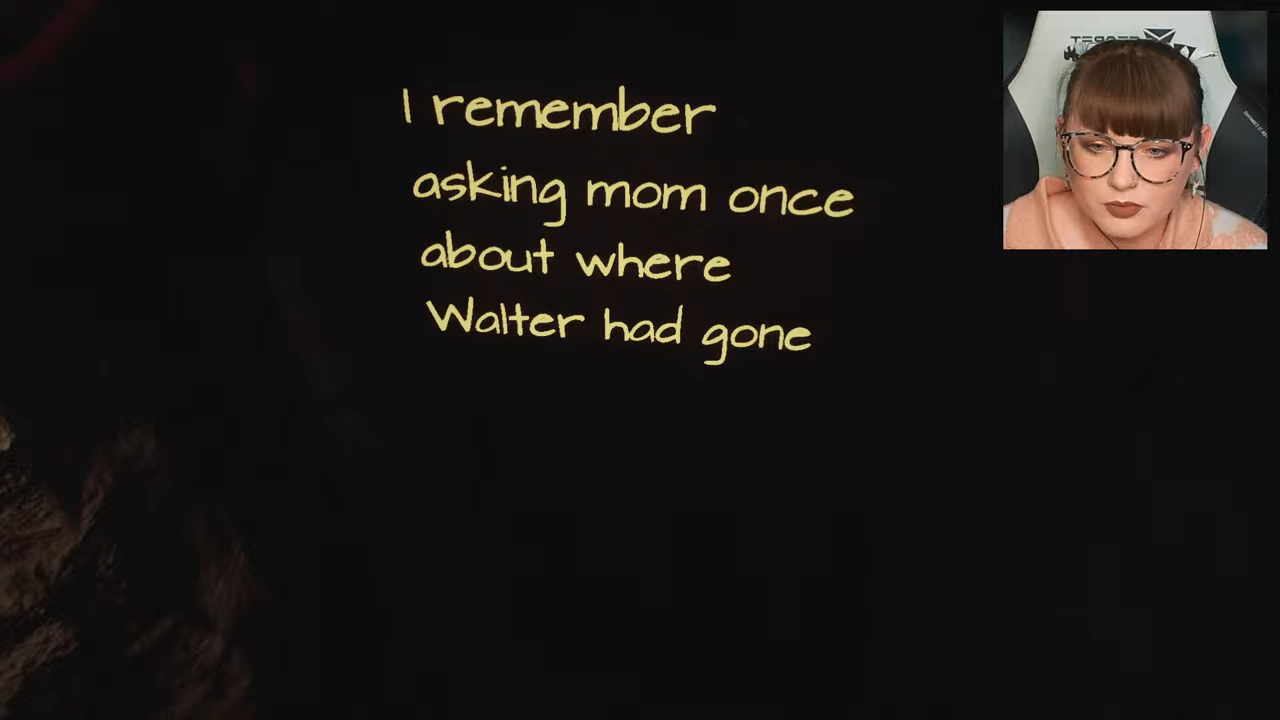 I remember
asking mom once
about where
Walter had gone